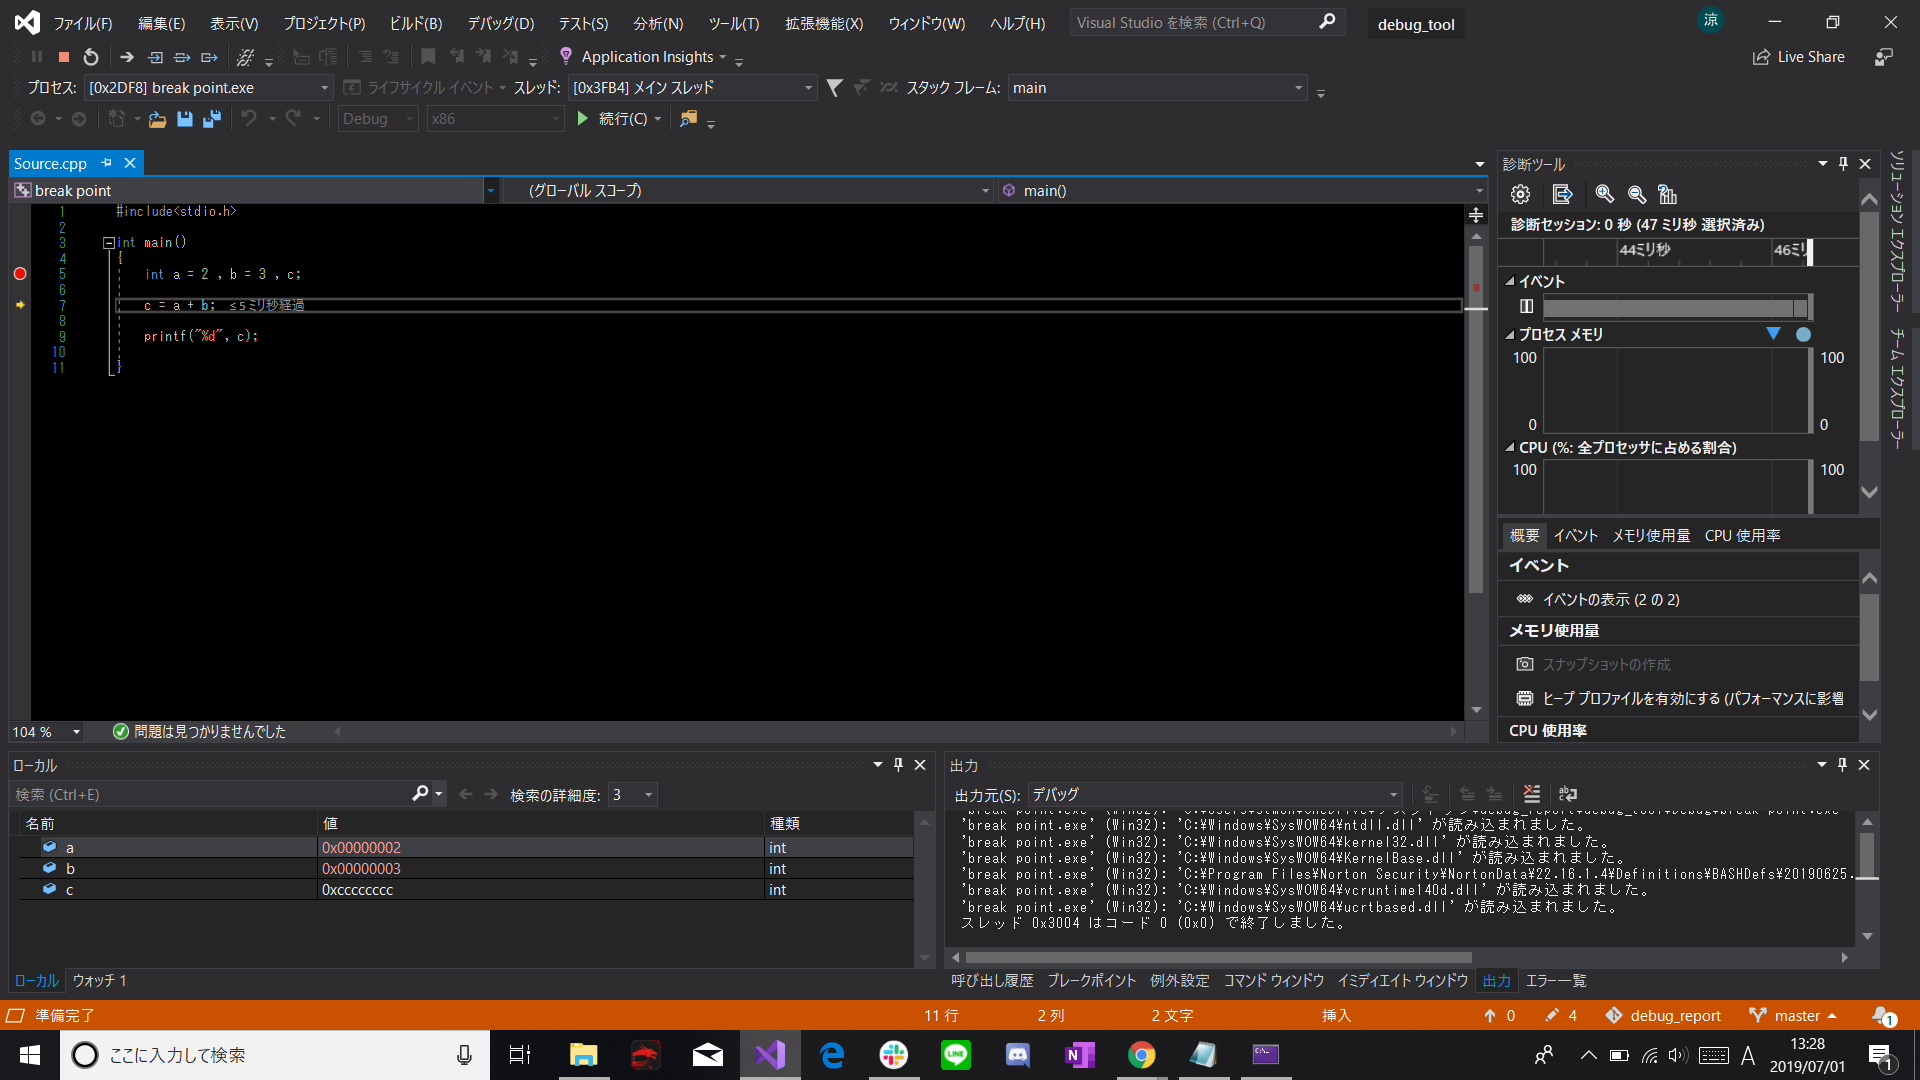 ファイル(F) 編集(E) 表示(V) プロジェクト(P) ビルド(B) デバッグ(D) テスト(S) 分析(N) ツール(T) 拡張機能(X) ウィンドウ(W) ヘルプ(H) Visual Studio を検索 (Ctrl+Q) debug_tool 涼
Application Insights Live Share
プロセス: [0x2DF8] break point.exe ライフサイクル イベント スレッド: [0x3FB4] メイン スレッド スタック フレーム: main
Debug x86 続行(C)
Source.cpp
break point (グローバル スコープ) main()
1 #include<stdio.h>
2
3 int main()
4 {
5 int a = 2 , b = 3 , c;
6
7 c = a + b; ≤ 5 ミリ秒経過
8
9 printf("%d", c);
10
11 }
104 % 問題は見つかりませんでした
診断ツール
診断セッション: 0 秒 (47 ミリ秒 選択済み)
44ミリ秒 46ミリ
イベント
プロセス メモリ
100 100
0 0
CPU (%: 全プロセッサに占める割合)
100 100
概要 イベント メモリ使用量 CPU 使用率
イベント
イベントの表示 (2 の 2)
メモリ使用量
スナップショットの作成
ヒープ プロファイルを有効にする (パフォーマンスに影響
CPU 使用率
ソリューション エクスプローラー
チーム エクスプローラー
ローカル
検索 (Ctrl+E) 検索の詳細度: 3
名前 値 種類
a 0x00000002 int
b 0x00000003 int
c 0xcccccccc int
ローカル ウォッチ 1
出力
出力元(S): デバッグ
'break point.exe' (Win32): 'C:¥Windows¥SysWOW64¥ntdll.dll' が読み込まれました。
'break point.exe' (Win32): 'C:¥Windows¥SysWOW64¥kernel32.dll' が読み込まれました。
'break point.exe' (Win32): 'C:¥Windows¥SysWOW64¥KernelBase.dll' が読み込まれました。
'break point.exe' (Win32): 'C:¥Program Files¥Norton Security¥NortonData¥22.16.1.4¥Definitions¥BASHDefs¥20190625.
'break point.exe' (Win32): 'C:¥Windows¥SysWOW64¥vcruntime140d.dll' が読み込まれました。
'break point.exe' (Win32): 'C:¥Windows¥SysWOW64¥ucrtbased.dll' が読み込まれました。
スレッド 0x3004 はコード 0 (0x0) で終了しました。
呼び出し履歴 ブレークポイント 例外設定 コマンド ウィンドウ イミディエイト ウィンドウ 出力 エラー一覧
準備完了 11 行 2 列 2 文字 挿入 0 4 debug_report master 1
ここに入力して検索 LINE A 13:28
2019/07/01 1